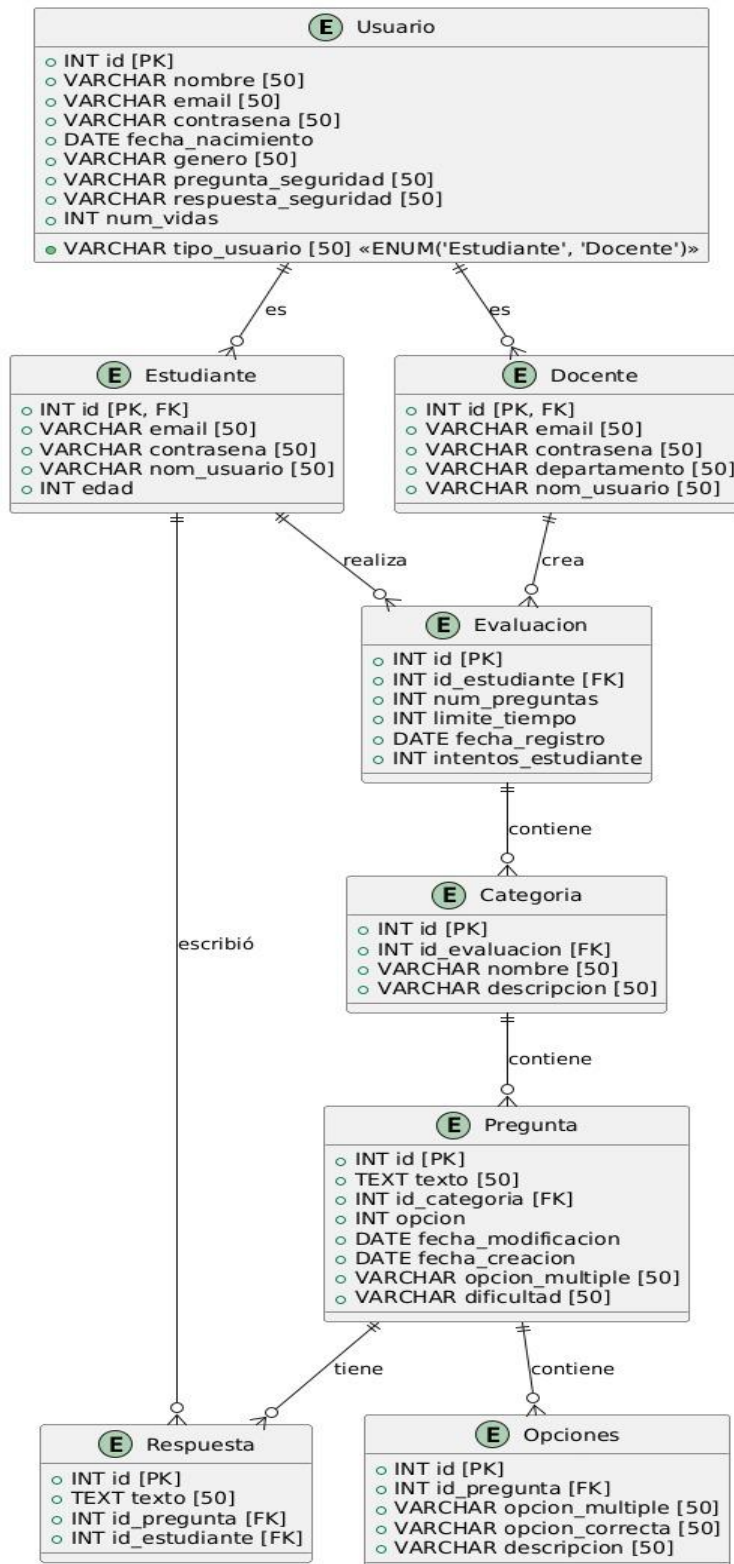 E Usuario
INT id [PK]
VARCHAR nombre [50]
VARCHAR email [50]
VARCHAR contrasena [50]
DATE fecha_nacimiento
VARCHAR genero [50]
VARCHAR pregunta_seguridad [50]
VARCHAR respuesta_seguridad [50]
INT num_vidas
VARCHAR tipo_usuario [50] «ENUM('Estudiante', 'Docente')»
es
es
E Estudiante
INT id [PK, FK]
VARCHAR email [50]
VARCHAR contrasena [50]
VARCHAR nom_usuario [50]
INT edad
E Docente
INT id [PK, FK]
VARCHAR email [50]
VARCHAR contrasena [50]
VARCHAR departamento [50]
VARCHAR nom_usuario [50]
realiza
crea
E Evaluacion
INT id [PK]
INT id_estudiante [FK]
INT num_preguntas
INT limite_tiempo
DATE fecha_registro
INT intentos_estudiante
contiene
E Categoria
INT id [PK]
INT id_evaluacion [FK]
VARCHAR nombre [50]
VARCHAR descripcion [50]
escribió
contiene
E Pregunta
INT id [PK]
TEXT texto [50]
INT id_categoria [FK]
INT opcion
DATE fecha_modificacion
DATE fecha_creacion
VARCHAR opcion_multiple [50]
VARCHAR dificultad [50]
tiene
contiene
E Respuesta
INT id [PK]
TEXT texto [50]
INT id_pregunta [FK]
INT id_estudiante [FK]
E Opciones
INT id [PK]
INT id_pregunta [FK]
VARCHAR opcion_multiple [50]
VARCHAR opcion_correcta [50]
VARCHAR descripcion [50]